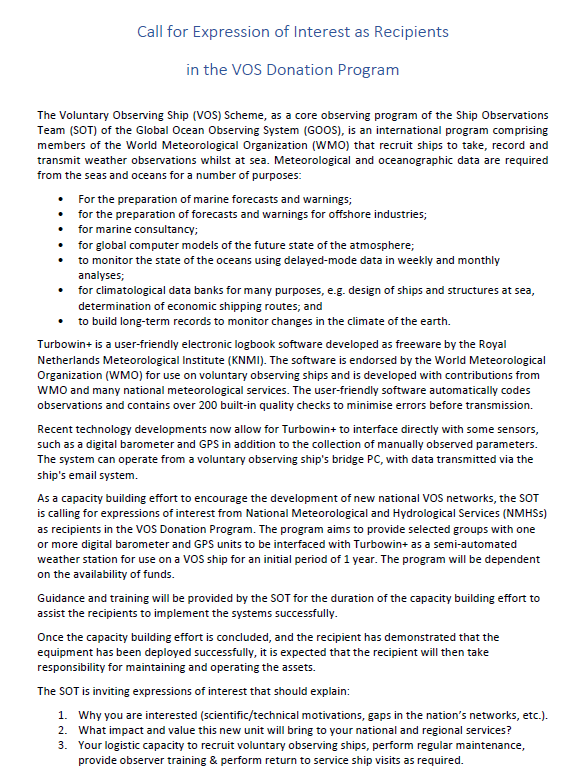 Call for Expression of Interest as Recipients
in the VOS Donation Program
The Voluntary Observing Ship (VOS) Scheme, as a core observing program of the Ship Observations
Team (SOT) of the Global Ocean Observing System (GOOS), is an international program comprising
members of the World Meteorological Organization (WMO) that recruit ships to take, record and
transmit weather observations whilst at sea. Meteorological and oceanographic data are required
from the seas and oceans for a number of purposes:
• For the preparation of marine forecasts and warnings;
• for the preparation of forecasts and warnings for offshore industries;
• for marine consultancy;
• for global computer models of the future state of the atmosphere;
• to monitor the state of the oceans using delayed-mode data in weekly and monthly
analyses;
• for climatological data banks for many purposes, e.g. design of ships and structures at sea,
determination of economic shipping routes; and
• to build long-term records to monitor changes in the climate of the earth.
Turbowin+ is a user-friendly electronic logbook software developed as freeware by the Royal
Netherlands Meteorological Institute (KNMI). The software is endorsed by the World Meteorological
Organization (WMO) for use on voluntary observing ships and is developed with contributions from
WMO and many national meteorological services. The user-friendly software automatically codes
observations and contains over 200 built-in quality checks to minimise errors before transmission.
Recent technology developments now allow for Turbowin+ to interface directly with some sensors,
such as a digital barometer and GPS in addition to the collection of manually observed parameters.
The system can operate from a voluntary observing ship's bridge PC, with data transmitted via the
ship's email system.
As a capacity building effort to encourage the development of new national VOS networks, the SOT
is calling for expressions of interest from National Meteorological and Hydrological Services (NMHSs)
as recipients in the VOS Donation Program. The program aims to provide selected groups with one
or more digital barometer and GPS units to be interfaced with Turbowin+ as a semi-automated
weather station for use on a VOS ship for an initial period of 1 year. The program will be dependent
on the availability of funds.
Guidance and training will be provided by the SOT for the duration of the capacity building effort to
assist the recipients to implement the systems successfully.
Once the capacity building effort is concluded, and the recipient has demonstrated that the
equipment has been deployed successfully, it is expected that the recipient will then take
responsibility for maintaining and operating the assets.
The SOT is inviting expressions of interest that should explain:
1. Why you are interested (scientific/technical motivations, gaps in the nation's networks, etc.).
2. What impact and value this new unit will bring to your national and regional services?
3. Your logistic capacity to recruit voluntary observing ships, perform regular maintenance,
provide observer training & perform return to service ship visits as required.